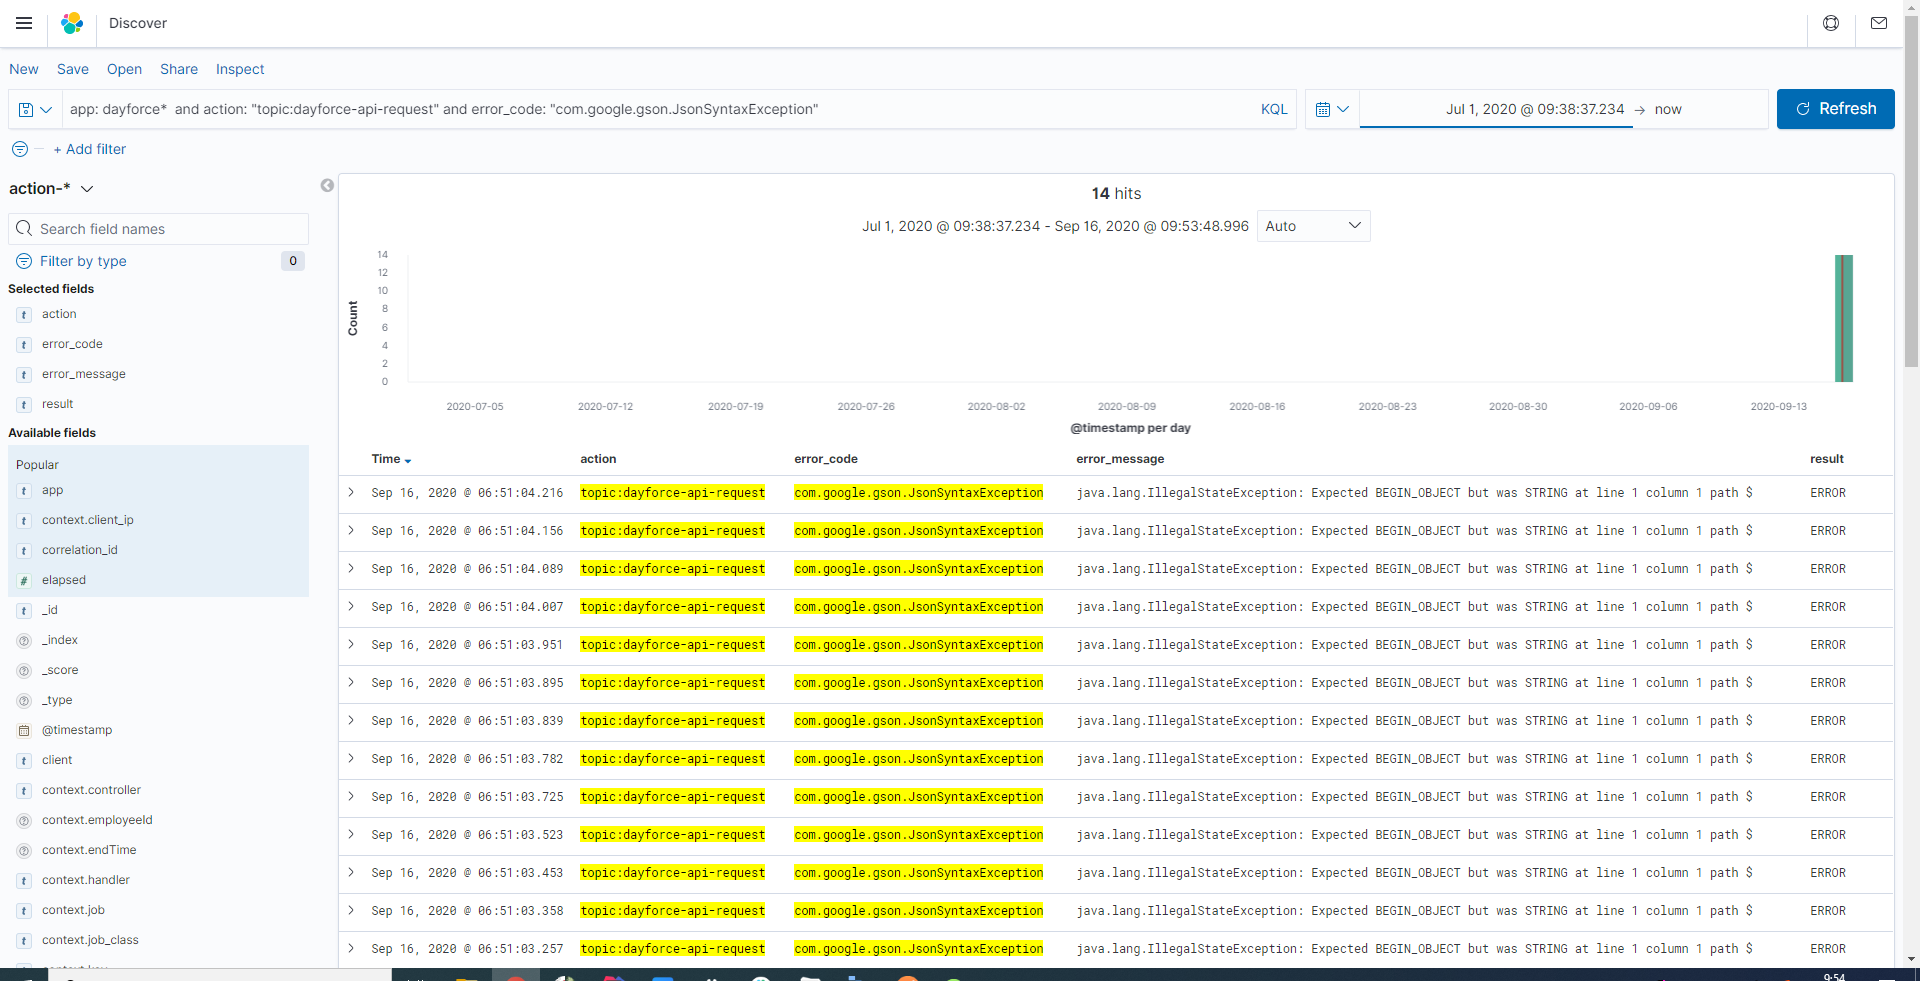 Discover
New Save Open Share Inspect
app: dayforce* and action: "topic:dayforce-api-request" and error_code: "com.google.gson.JsonSyntaxException" KQL Jul 1, 2020 @ 09:38:37.234 → now Refresh
+ Add filter
action-*
Search field names
Filter by type 0
Selected fields
t action
t error_code
t error_message
t result
Available fields
Popular
t app
t context.client_ip
t correlation_id
# elapsed
t _id
? _index
? _score
? _type
@timestamp
t client
t context.controller
? context.employeeId
? context.endTime
t context.handler
t context.job
t context.job_class
14 hits
Jul 1, 2020 @ 09:38:37.234 - Sep 16, 2020 @ 09:53:48.996 Auto
14
12
10
8
6
4
2
0
Count
2020-07-05 2020-07-12 2020-07-19 2020-07-26 2020-08-02 2020-08-09 2020-08-16 2020-08-23 2020-08-30 2020-09-06 2020-09-13
@timestamp per day
Time action error_code error_message result
Sep 16, 2020 @ 06:51:04.216 topic:dayforce-api-request com.google.gson.JsonSyntaxException java.lang.IllegalStateException: Expected BEGIN_OBJECT but was STRING at line 1 column 1 path $ ERROR
Sep 16, 2020 @ 06:51:04.156 topic:dayforce-api-request com.google.gson.JsonSyntaxException java.lang.IllegalStateException: Expected BEGIN_OBJECT but was STRING at line 1 column 1 path $ ERROR
Sep 16, 2020 @ 06:51:04.089 topic:dayforce-api-request com.google.gson.JsonSyntaxException java.lang.IllegalStateException: Expected BEGIN_OBJECT but was STRING at line 1 column 1 path $ ERROR
Sep 16, 2020 @ 06:51:04.007 topic:dayforce-api-request com.google.gson.JsonSyntaxException java.lang.IllegalStateException: Expected BEGIN_OBJECT but was STRING at line 1 column 1 path $ ERROR
Sep 16, 2020 @ 06:51:03.951 topic:dayforce-api-request com.google.gson.JsonSyntaxException java.lang.IllegalStateException: Expected BEGIN_OBJECT but was STRING at line 1 column 1 path $ ERROR
Sep 16, 2020 @ 06:51:03.895 topic:dayforce-api-request com.google.gson.JsonSyntaxException java.lang.IllegalStateException: Expected BEGIN_OBJECT but was STRING at line 1 column 1 path $ ERROR
Sep 16, 2020 @ 06:51:03.839 topic:dayforce-api-request com.google.gson.JsonSyntaxException java.lang.IllegalStateException: Expected BEGIN_OBJECT but was STRING at line 1 column 1 path $ ERROR
Sep 16, 2020 @ 06:51:03.782 topic:dayforce-api-request com.google.gson.JsonSyntaxException java.lang.IllegalStateException: Expected BEGIN_OBJECT but was STRING at line 1 column 1 path $ ERROR
Sep 16, 2020 @ 06:51:03.725 topic:dayforce-api-request com.google.gson.JsonSyntaxException java.lang.IllegalStateException: Expected BEGIN_OBJECT but was STRING at line 1 column 1 path $ ERROR
Sep 16, 2020 @ 06:51:03.523 topic:dayforce-api-request com.google.gson.JsonSyntaxException java.lang.IllegalStateException: Expected BEGIN_OBJECT but was STRING at line 1 column 1 path $ ERROR
Sep 16, 2020 @ 06:51:03.453 topic:dayforce-api-request com.google.gson.JsonSyntaxException java.lang.IllegalStateException: Expected BEGIN_OBJECT but was STRING at line 1 column 1 path $ ERROR
Sep 16, 2020 @ 06:51:03.358 topic:dayforce-api-request com.google.gson.JsonSyntaxException java.lang.IllegalStateException: Expected BEGIN_OBJECT but was STRING at line 1 column 1 path $ ERROR
Sep 16, 2020 @ 06:51:03.257 topic:dayforce-api-request com.google.gson.JsonSyntaxException java.lang.IllegalStateException: Expected BEGIN_OBJECT but was STRING at line 1 column 1 path $ ERROR
9:54